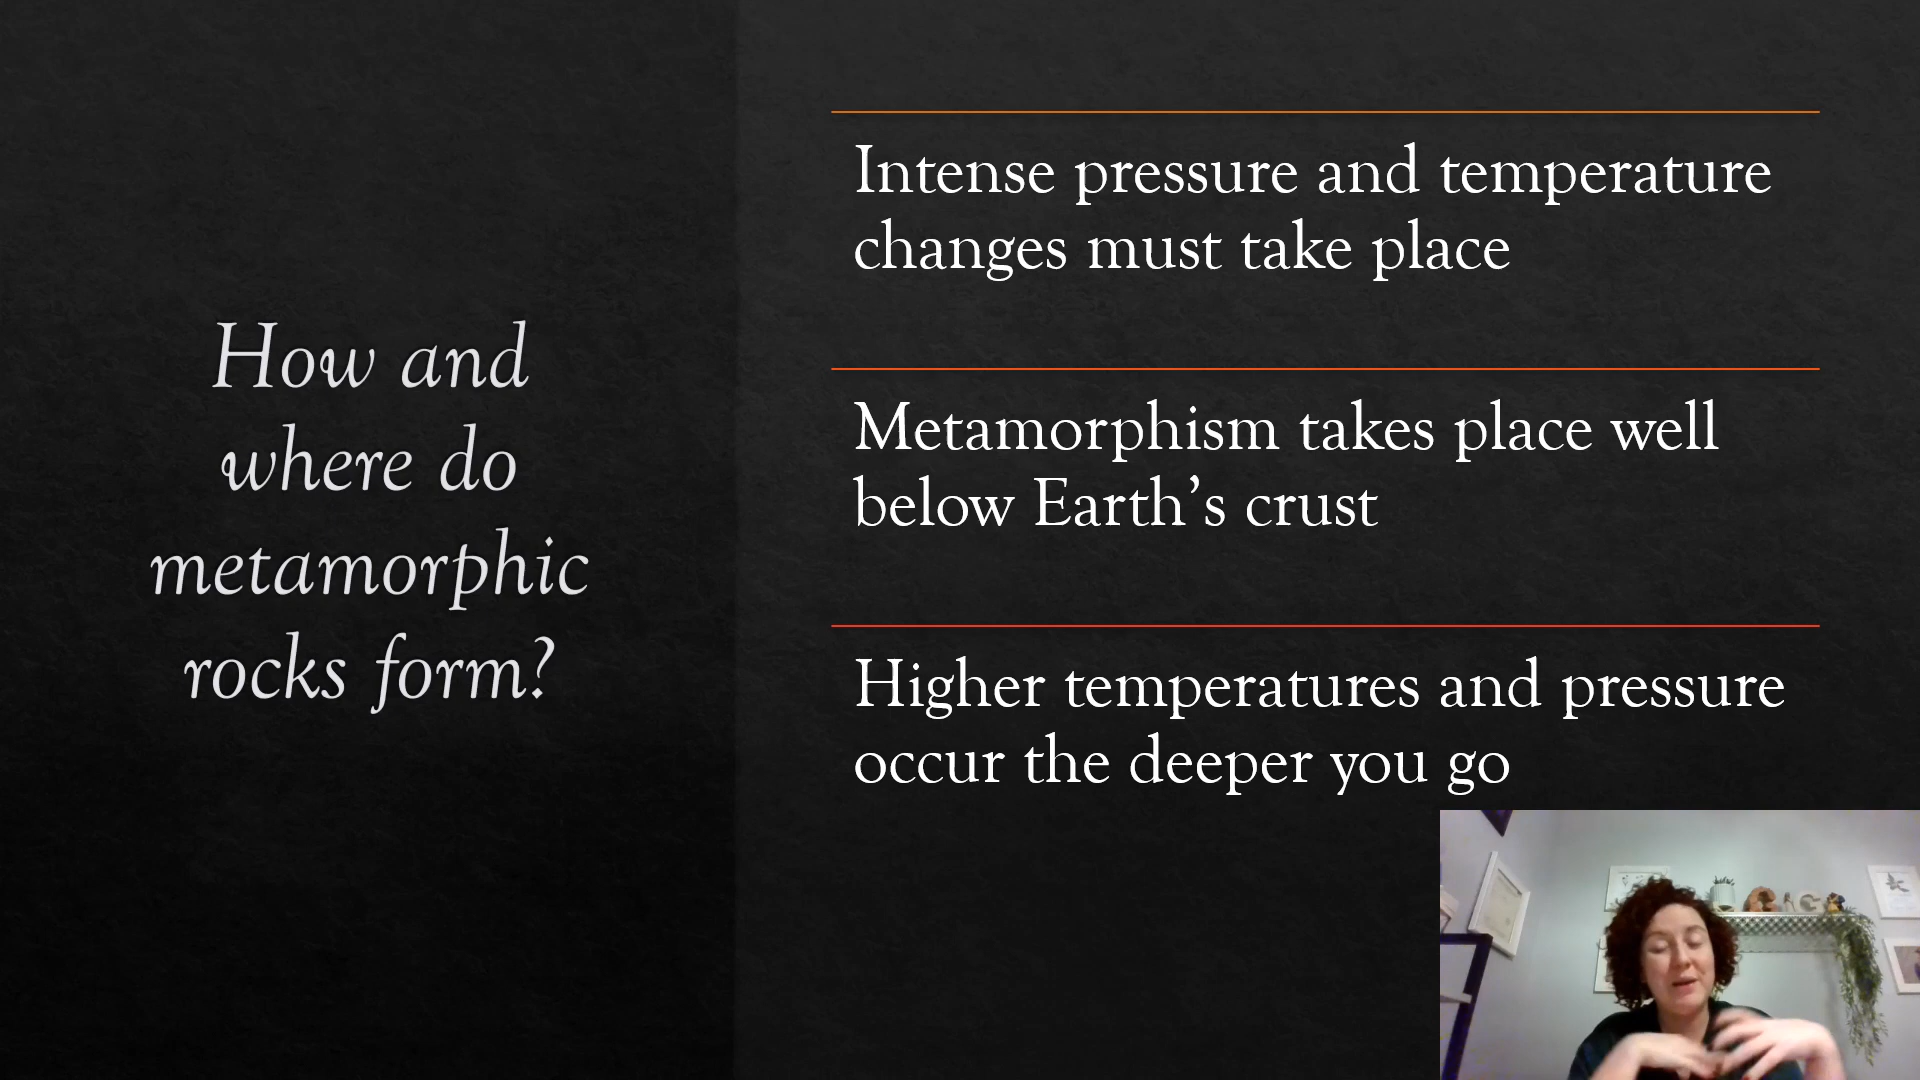 How and
where do
metamorphic
rocks form?
Intense pressure and temperature
changes must take place
Metamorphism takes place well
below Earth’s crust
Higher temperatures and pressure
occur the deeper you go